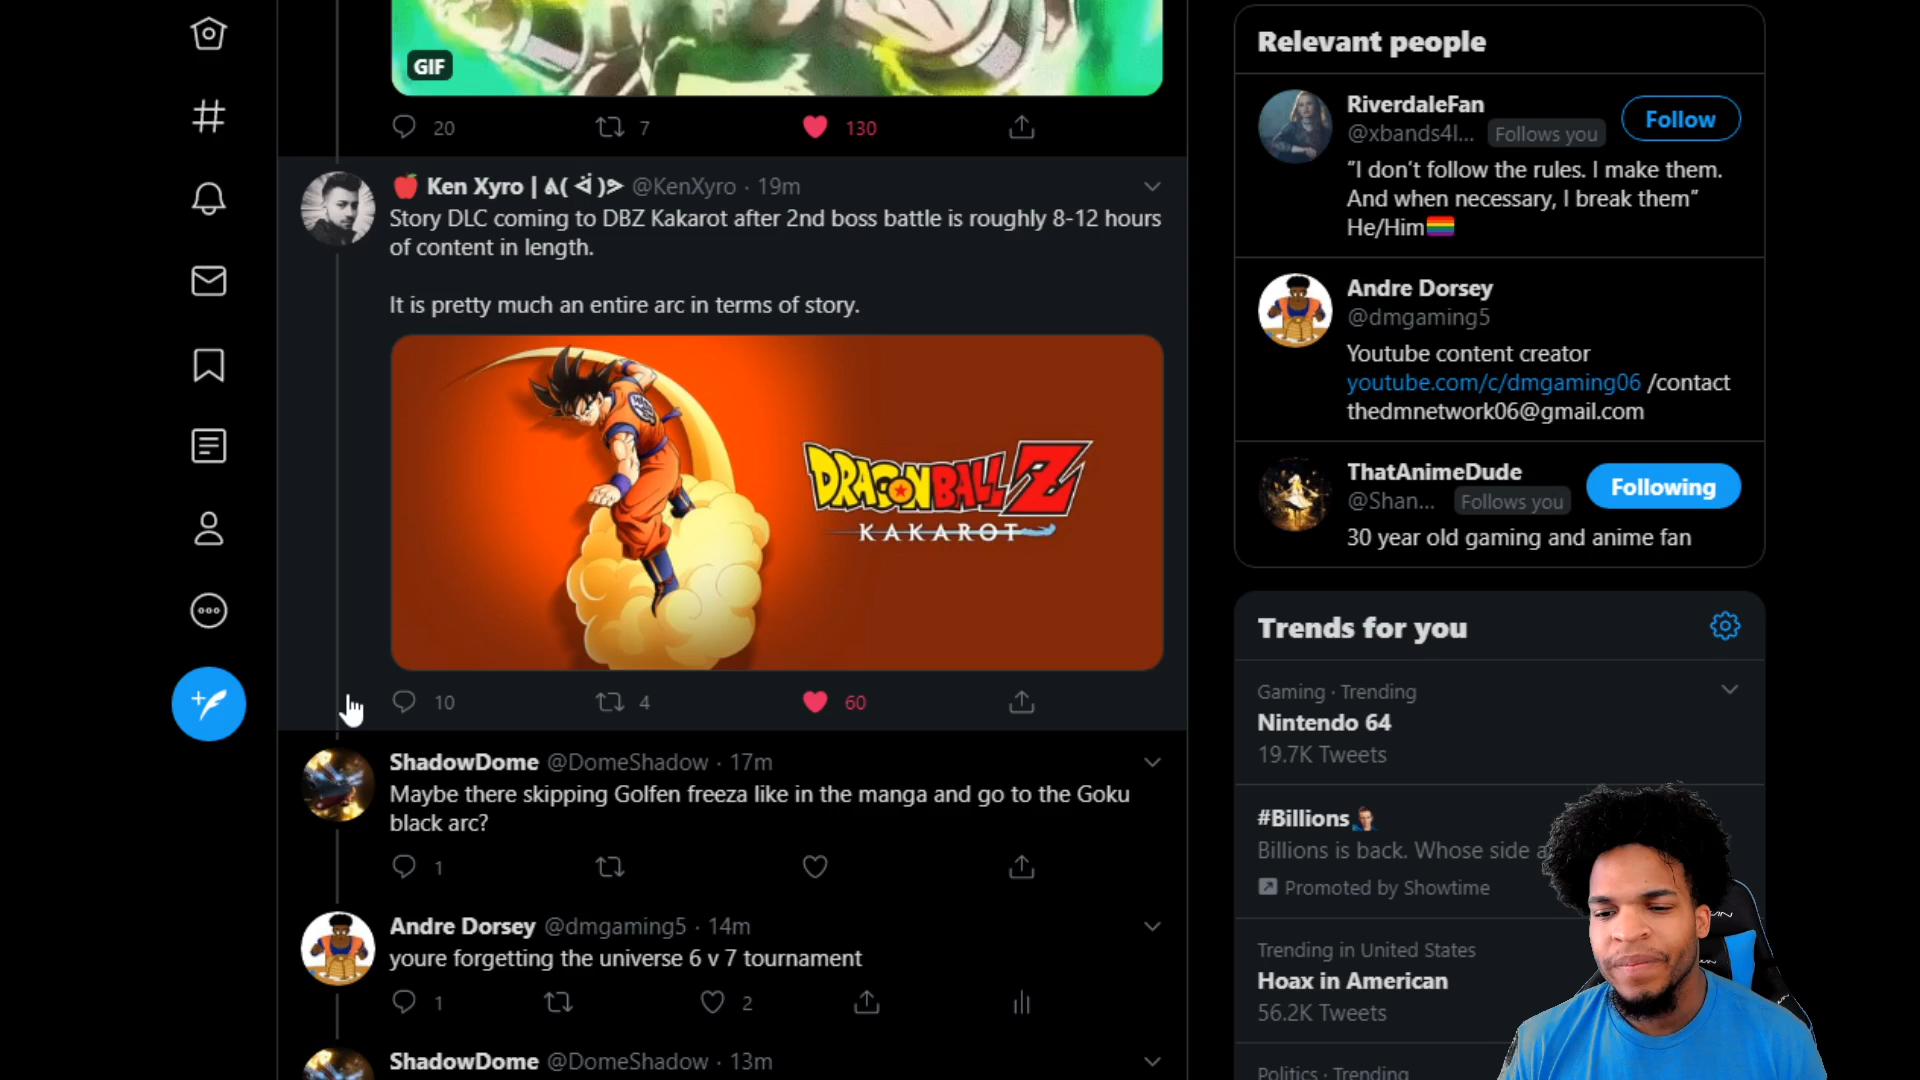 GIF
20
7
130
Ken Xyro | @KenXyro · 19m
Story DLC coming to DBZ Kakarot after 2nd boss battle is roughly 8-12 hours
of content in length.
It is pretty much an entire arc in terms of story.
DRAGON BALL Z
KAKAROT
10
4
60
ShadowDome @DomeShadow · 17m
Maybe there skipping Golfen freeza like in the manga and go to the Goku
black arc?
1
Andre Dorsey @dmgaming5 · 14m
youre forgetting the universe 6 v 7 tournament
1
2
ShadowDome @DomeShadow · 13m
Relevant people
RiverdaleFan
@xbands4l... Follows you
Follow
"I don't follow the rules. I make them.
And when necessary, I break them"
He/Him
Andre Dorsey
@dmgaming5
Youtube content creator
youtube.com/c/dmgaming06 /contact
thedmnetwork06@gmail.com
ThatAnimeDude
@Shan... Follows you
Following
30 year old gaming and anime fan
Trends for you
Gaming · Trending
Nintendo 64
19.7K Tweets
#Billions
Billions is back. Whose side
Promoted by Showtime
Trending in United States
Hoax in American
56.2K Tweets
Politics · Trending